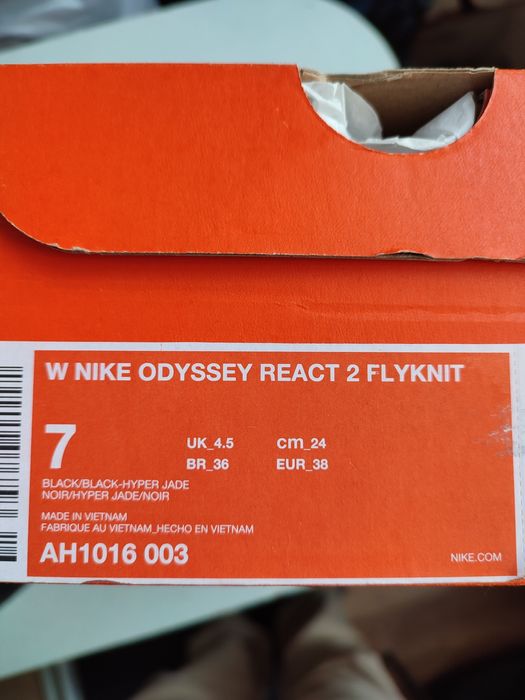 W NIKE ODYSSEY REACT 2 FLYKNIT
7
UK_4.5 cm_24
BR_36 EUR_38
BLACK/BLACK-HYPER JADE
NOIR/HYPER JADE/NOIR
MADE IN VIETNAM
FABRIQUE AU VIETNAM_HECHO EN VIETNAM
AH1016 003
NIKE.COM